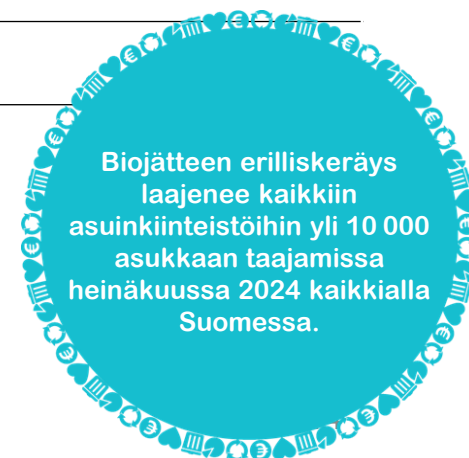 Biojätteen erilliskeräys
laajenee kaikkiin
asuinkiinteistöihin yli 10 000
asukkaan taajamissa
heinäkuussa 2024 kaikkialla
Suomessa.